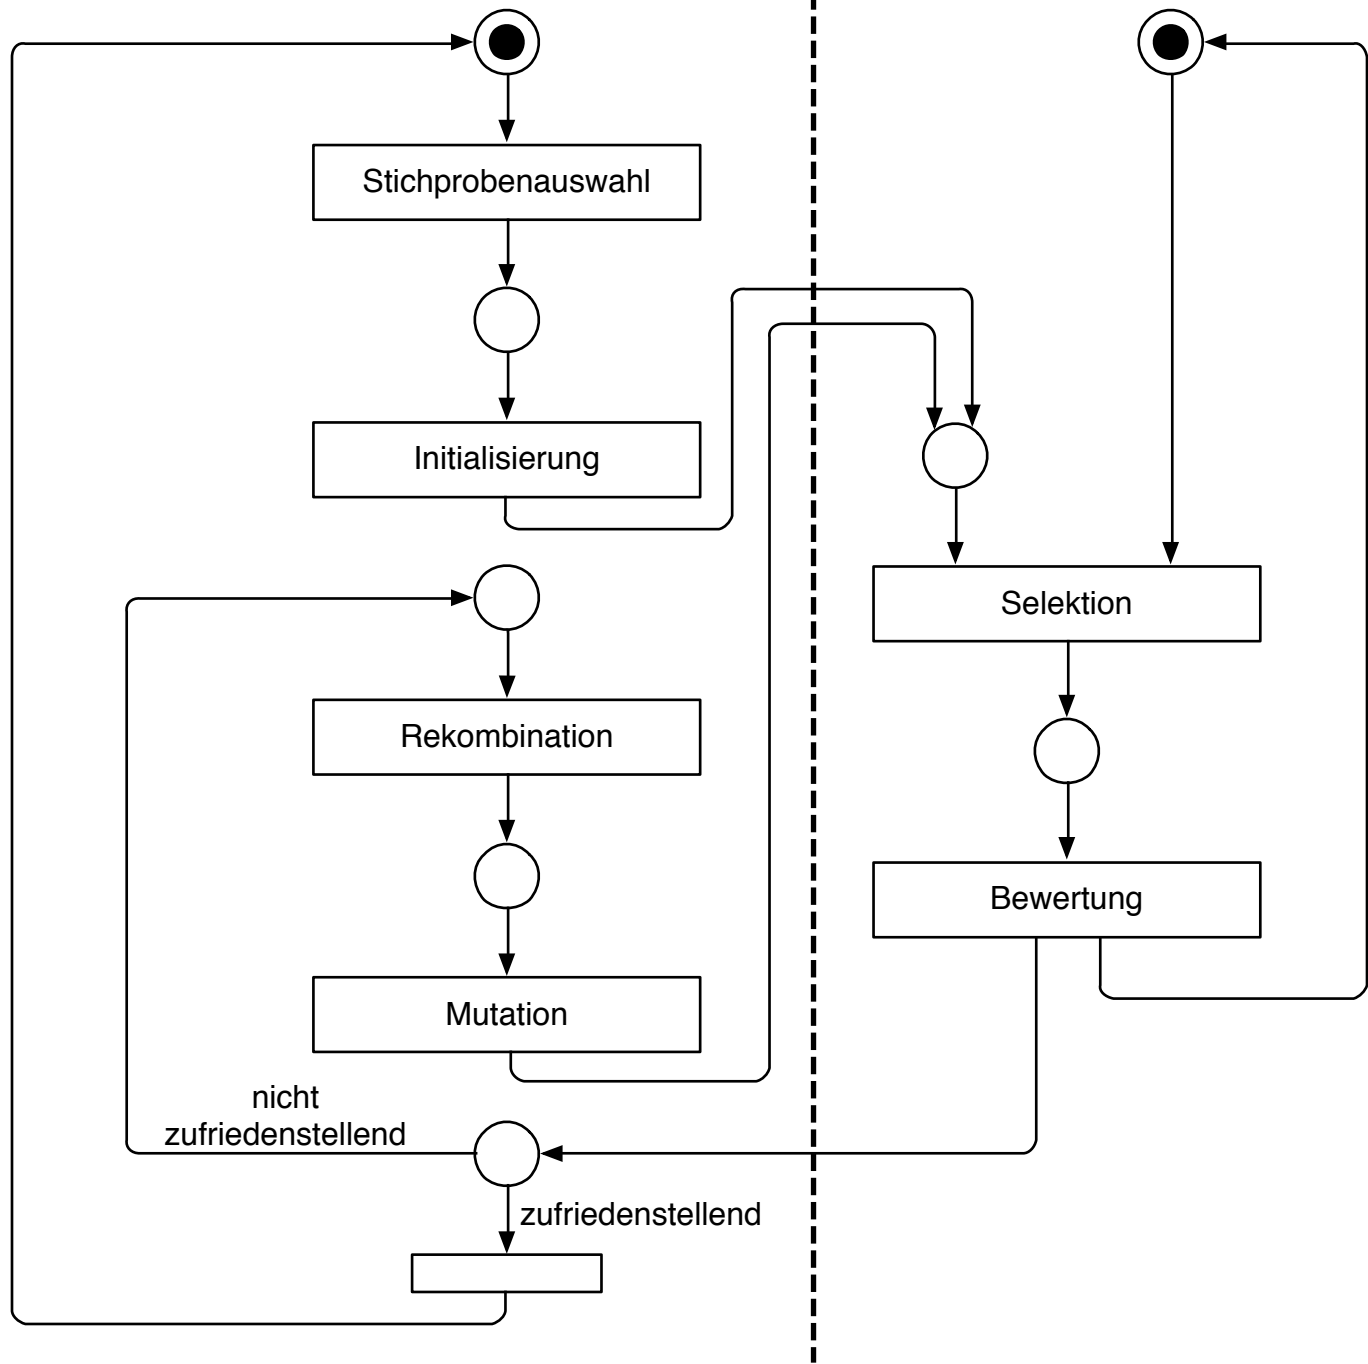 Stichprobenauswahl
Initialisierung
Selektion
Rekombination
Bewertung
Mutation
nicht
zufriedenstellend
zufriedenstellend